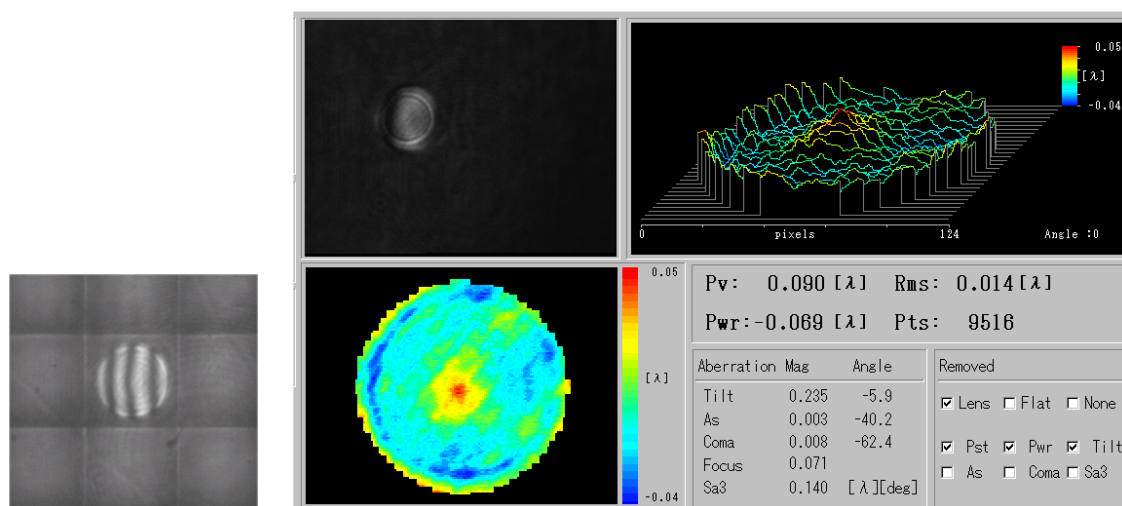 0.05
[λ]
-0.04
0 pixels 124 Angle :0
0.05
[λ]
-0.04
Pv: 0.090 [λ] Rms: 0.014 [λ]
Pwr:-0.069 [λ] Pts: 9516
Aberration Mag Angle
Tilt 0.235 -5.9
As 0.003 -40.2
Coma 0.008 -62.4
Focus 0.071
Sa3 0.140 [λ][deg]
Removed
Lens Flat None
Pst Pwr Tilt
As Coma Sa3